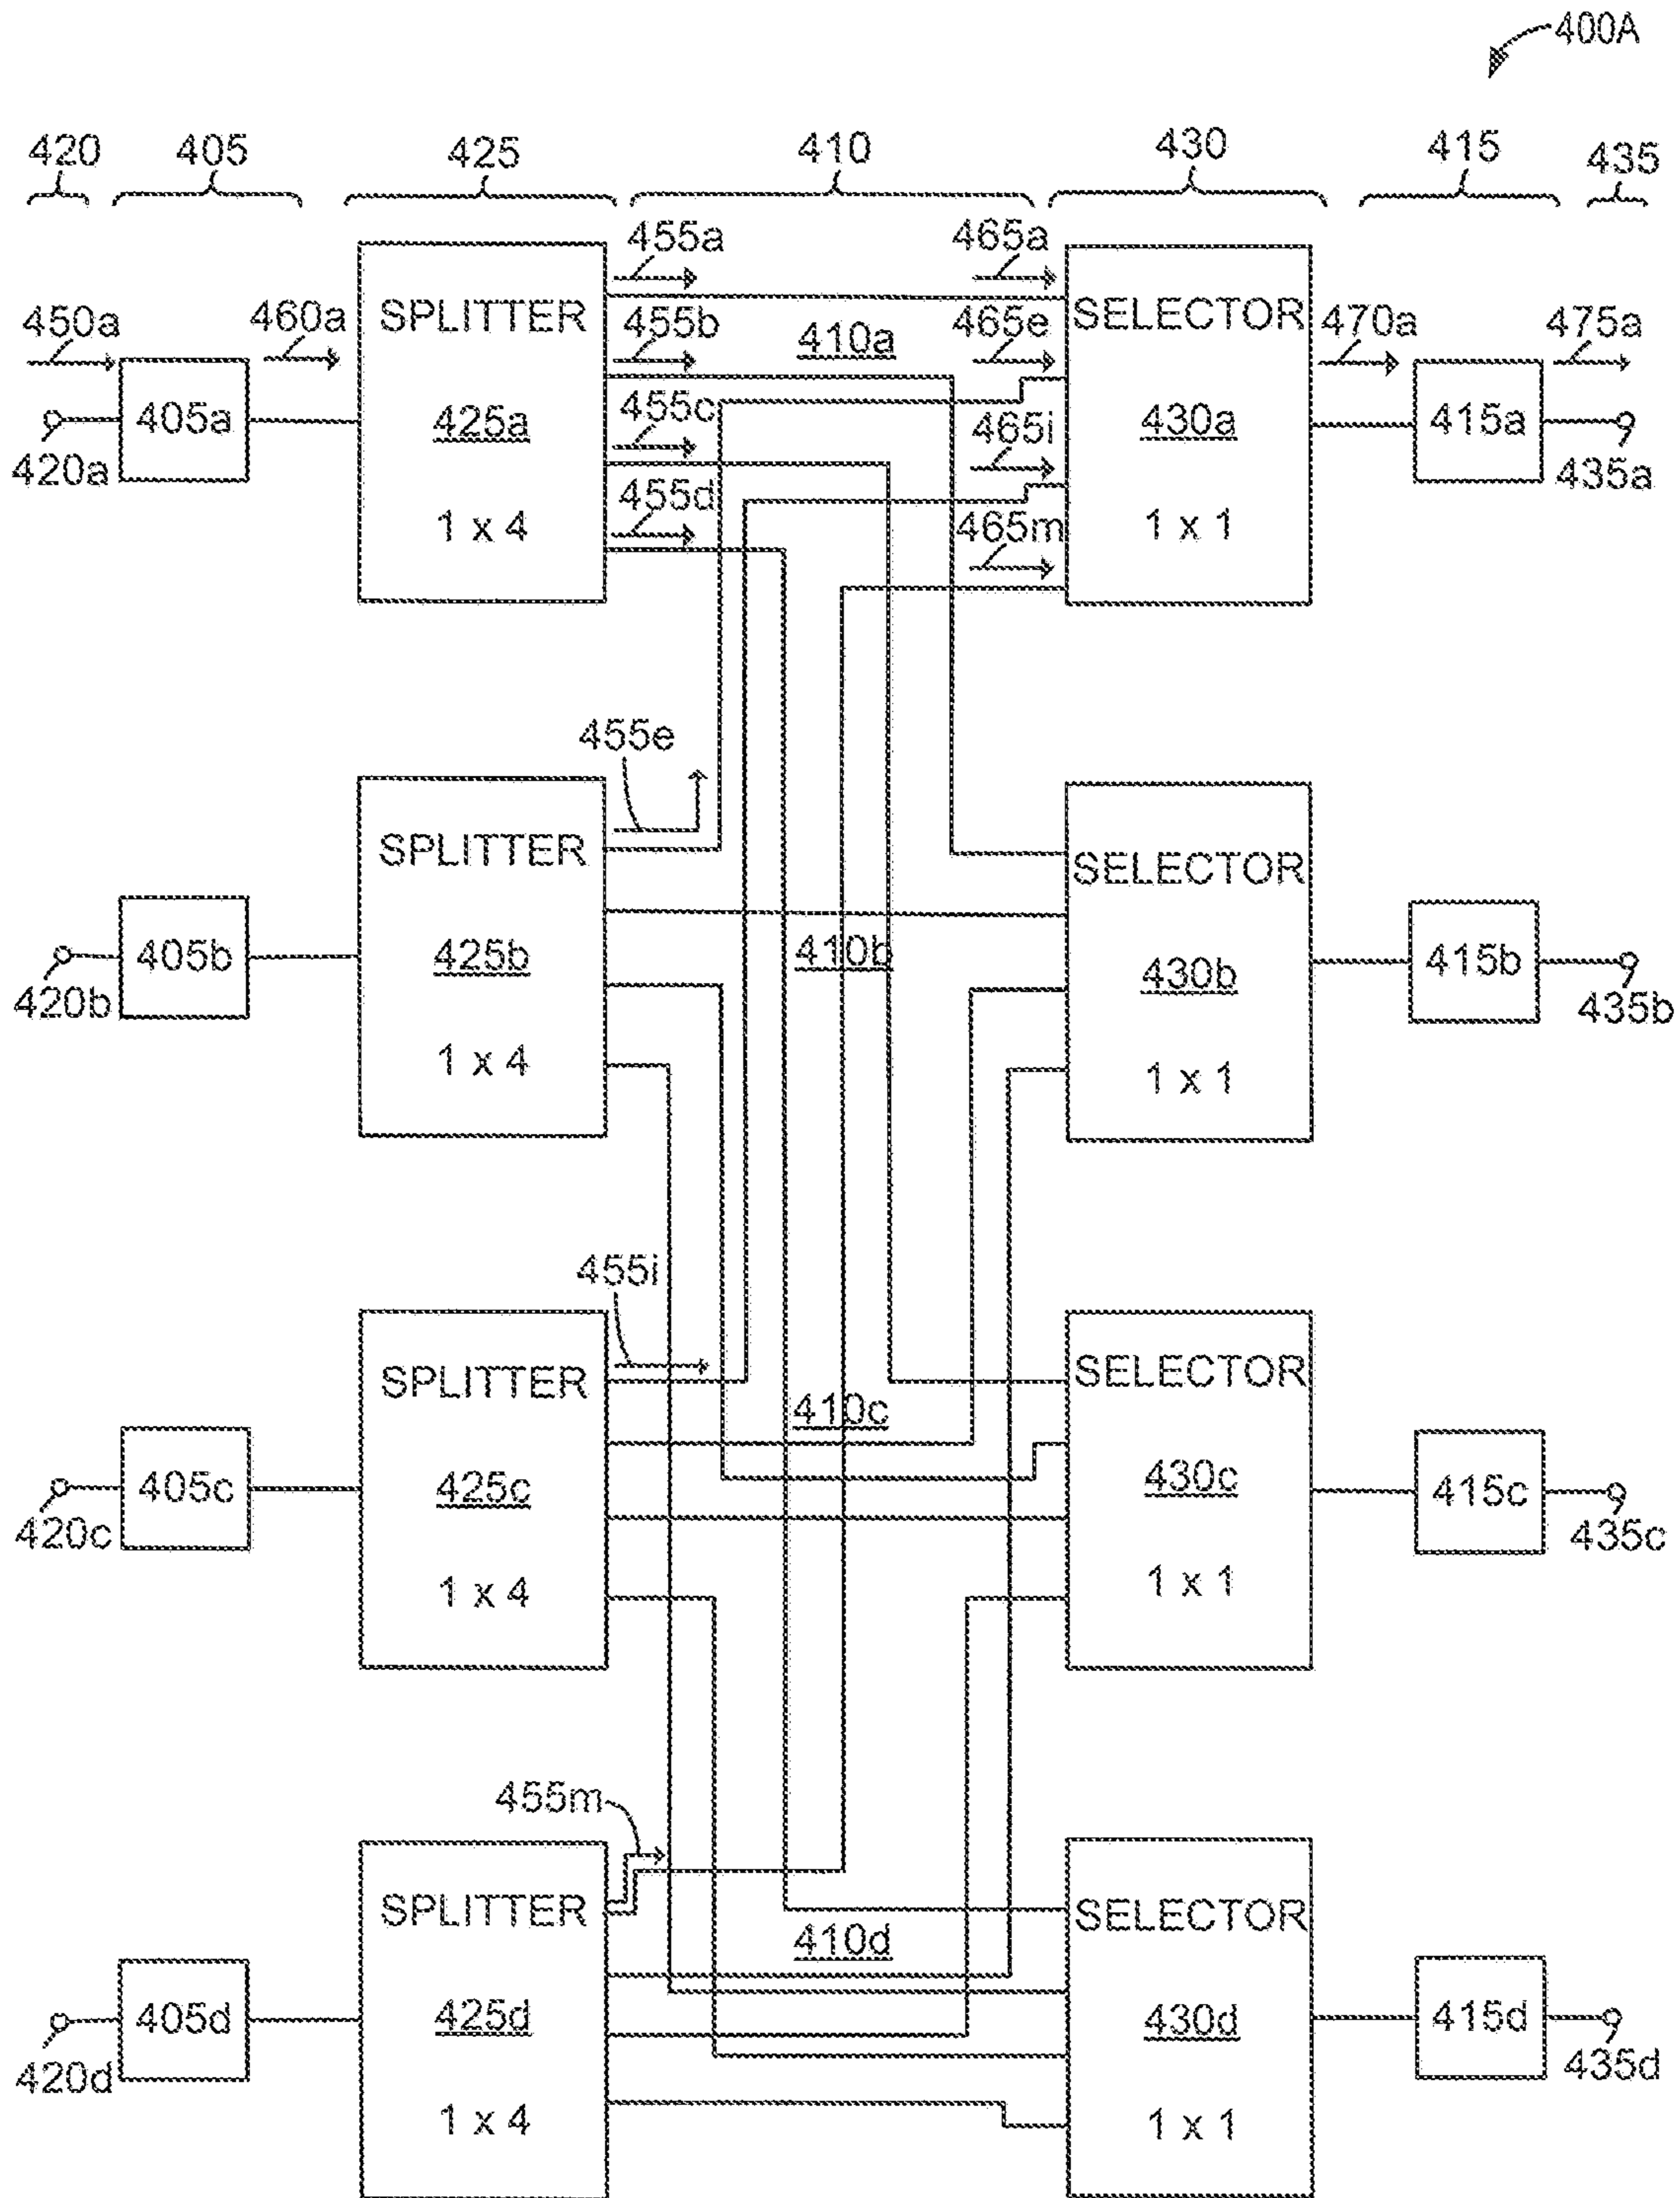 400A
420 405 425 410 430 415 435
455a 465a
450a 460a SPLITTER 455b 410a 465e SELECTOR 470a 475a
405a 425a 455c 465i 430a 415a
420a 455d 435a
1 x 4 465m 1 x 1
455e
SPLITTER SELECTOR
405b 425b 410b 430b 415b
420b 435b
1 x 4 1 x 1
455i
SPLITTER SELECTOR
410c
405c 425c 430c 415c
420c 435c
1 x 4 1 x 1
455m
SPLITTER SELECTOR
410d
405d 425d 430d 415d
420d 435d
1 x 4 1 x 1